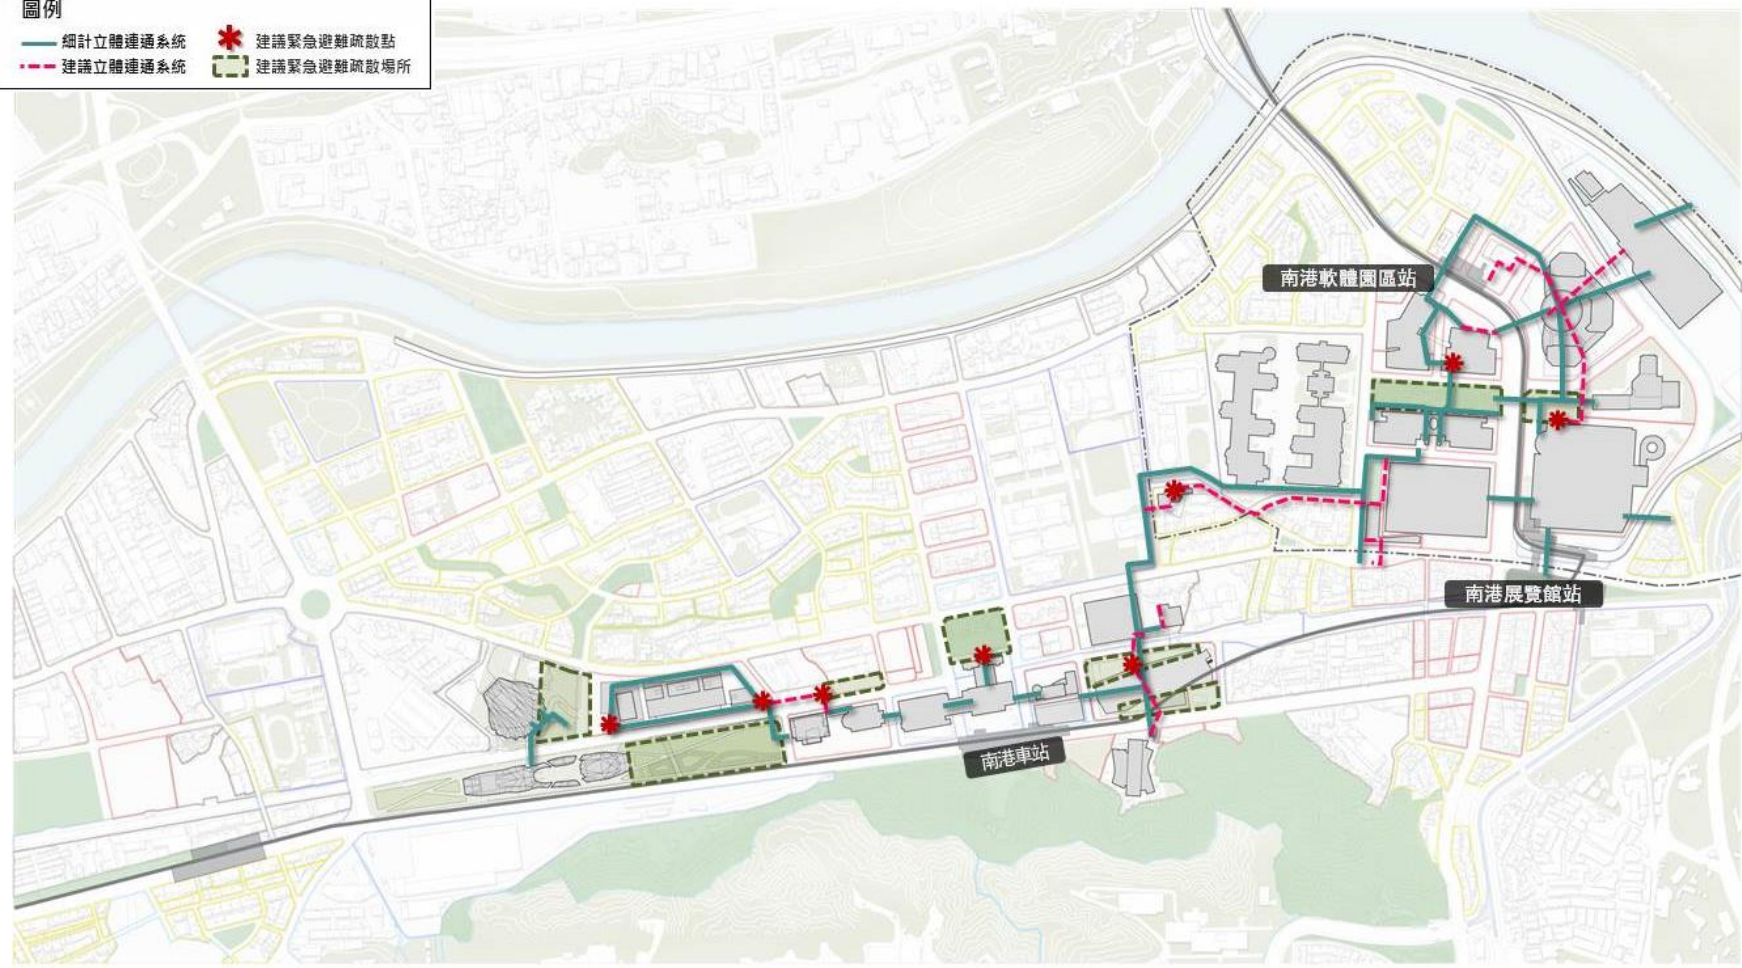 圖例
細計立體連通系統
建議緊急避難疏散點
建議立體連通系統
建議緊急避難疏散場所
南港軟體園區站
南港展覽館站
南港車站